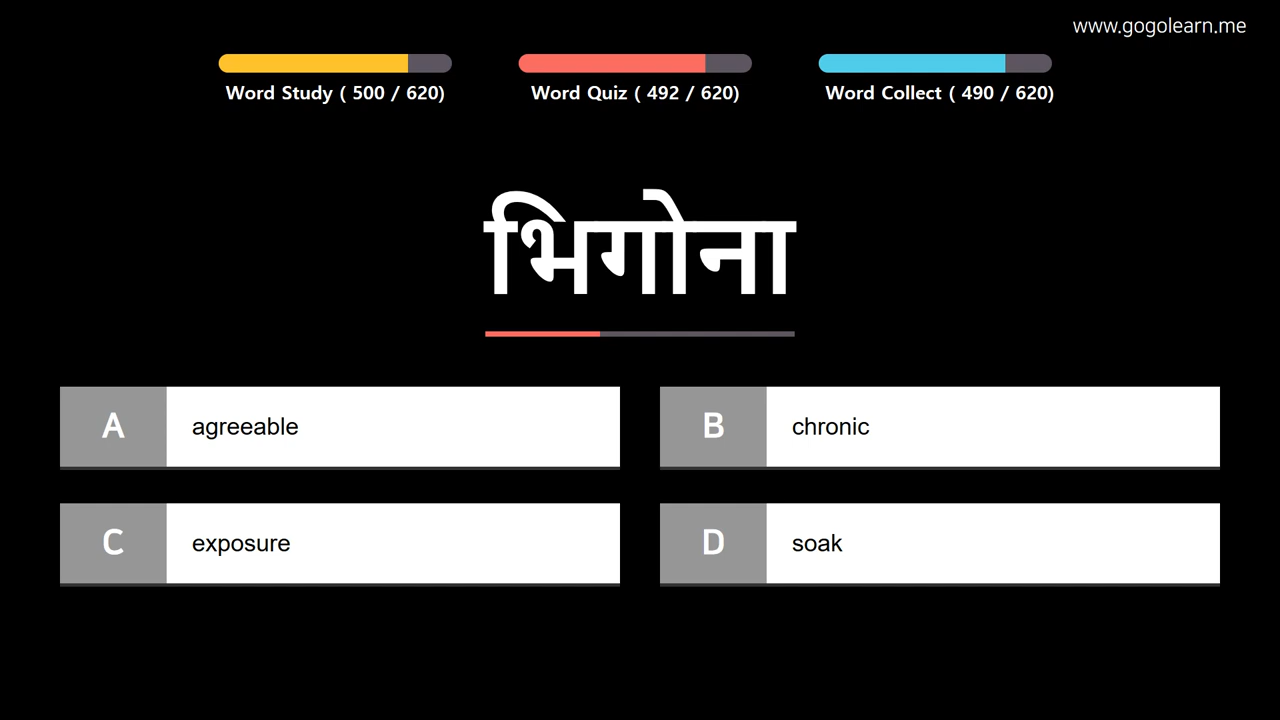 www.gogolearn.me
Word Study ( 500 / 620)
Word Quiz ( 492 / 620)
Word Collect ( 490 / 620)
भिगोना
A agreeable
B chronic
C exposure
D soak